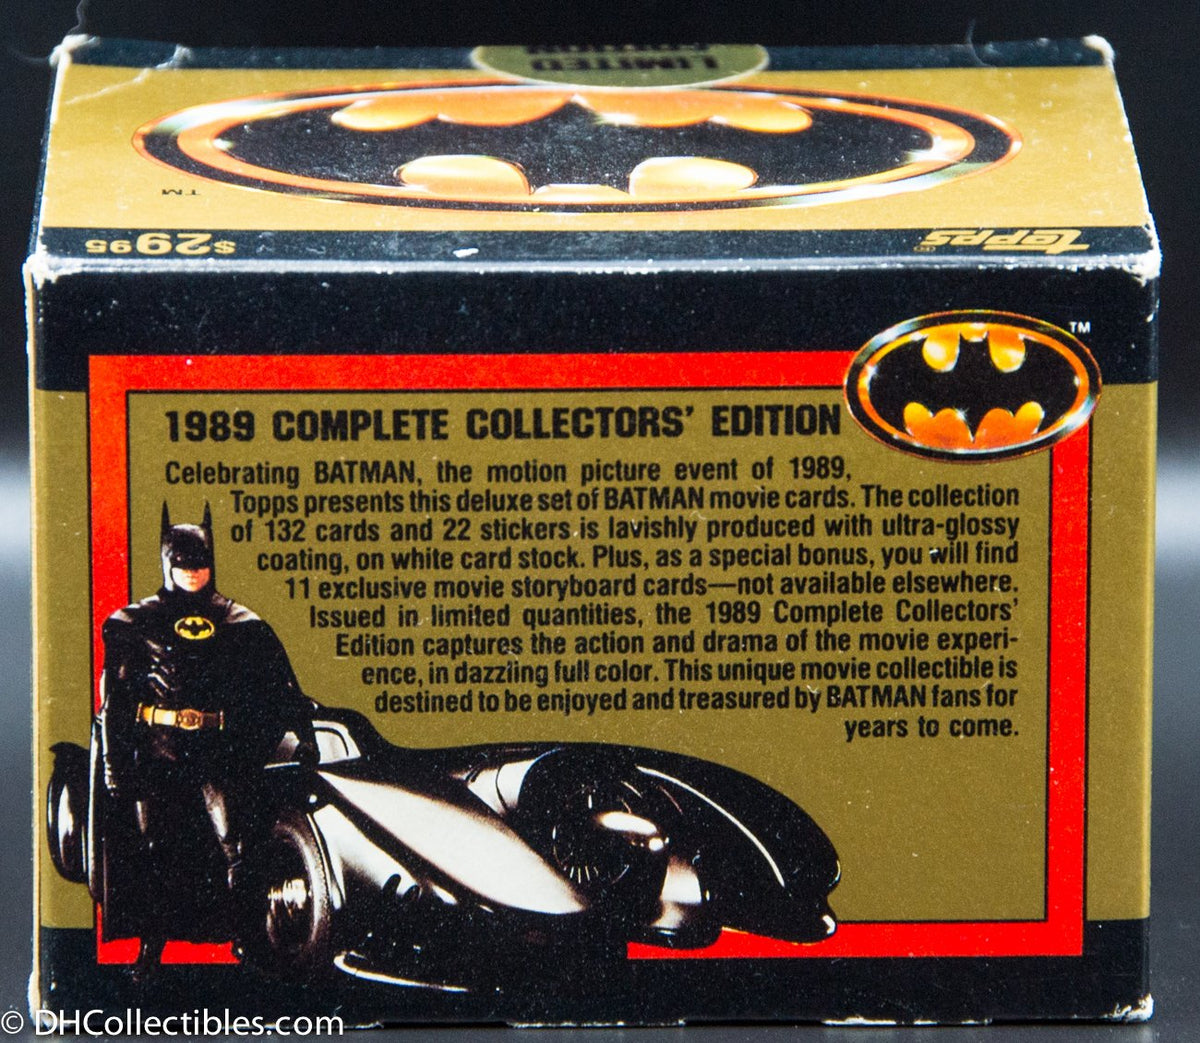 LIMITED
EDITION
TM
$29.95
Topps®
TM
1989 COMPLETE COLLECTORS' EDITION
Celebrating BATMAN, the motion picture event of 1989,
Topps presents this deluxe set of BATMAN movie cards. The collection
of 132 cards and 22 stickers is lavishly produced with ultra-glossy
coating, on white card stock. Plus, as a special bonus, you will find
11 exclusive movie storyboard cards—not available elsewhere.
Issued in limited quantities, the 1989 Complete Collectors'
Edition captures the action and drama of the movie experi-
ence, in dazzling full color. This unique movie collectible is
destined to be enjoyed and treasured by BATMAN fans for
years to come.
© DHCollectibles.com